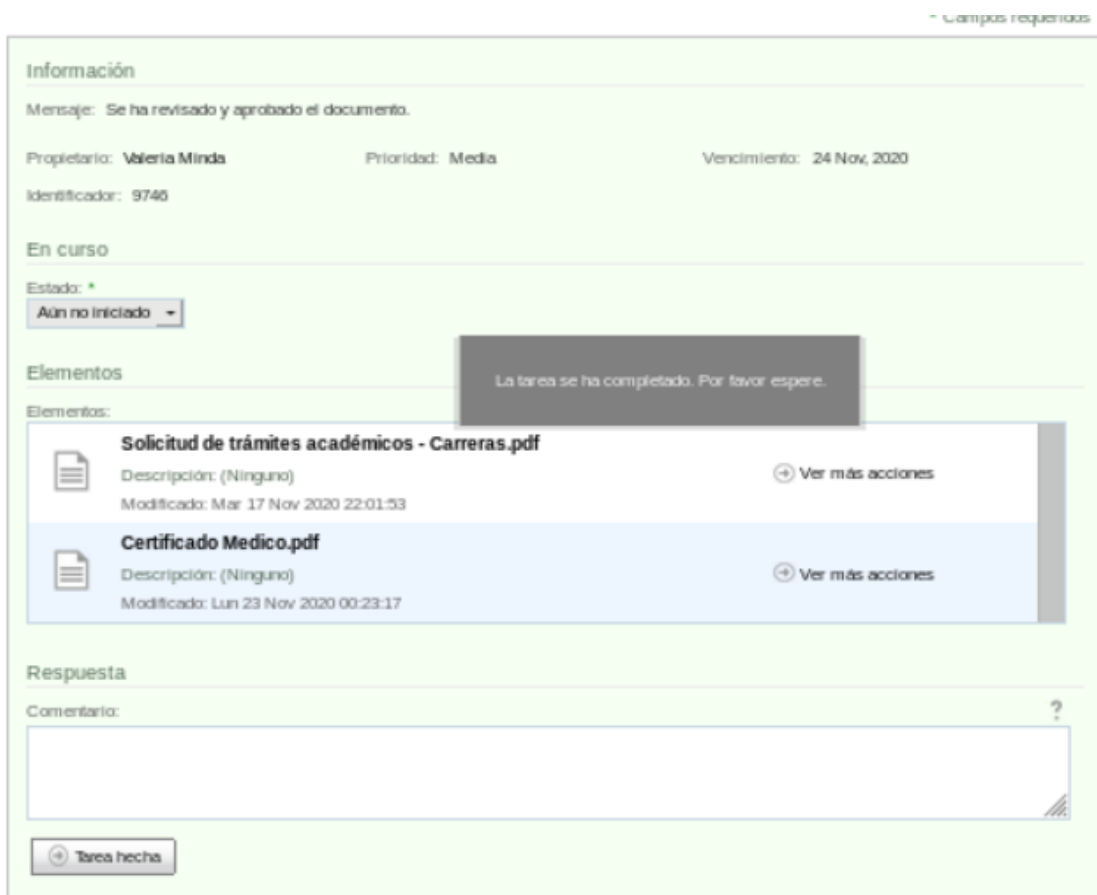 * Campos requeridos
Información
Mensaje: Se ha revisado y aprobado el documento.
Propietario: Valeria Minda Prioridad: Media Vencimiento: 24 Nov, 2020
Identificador: 9746
En curso
Estado: *
Aún no iniciado
La tarea se ha completado. Por favor espere.
Elementos
Elementos:
Solicitud de trámites académicos - Carreras.pdf
Descripción: (Ninguno)
Ver más acciones
Modificado: Mar 17 Nov 2020 22:01:53
Certificado Medico.pdf
Descripción: (Ninguno)
Ver más acciones
Modificado: Lun 23 Nov 2020 00:23:17
Respuesta
Comentario: ?
Tarea hecha